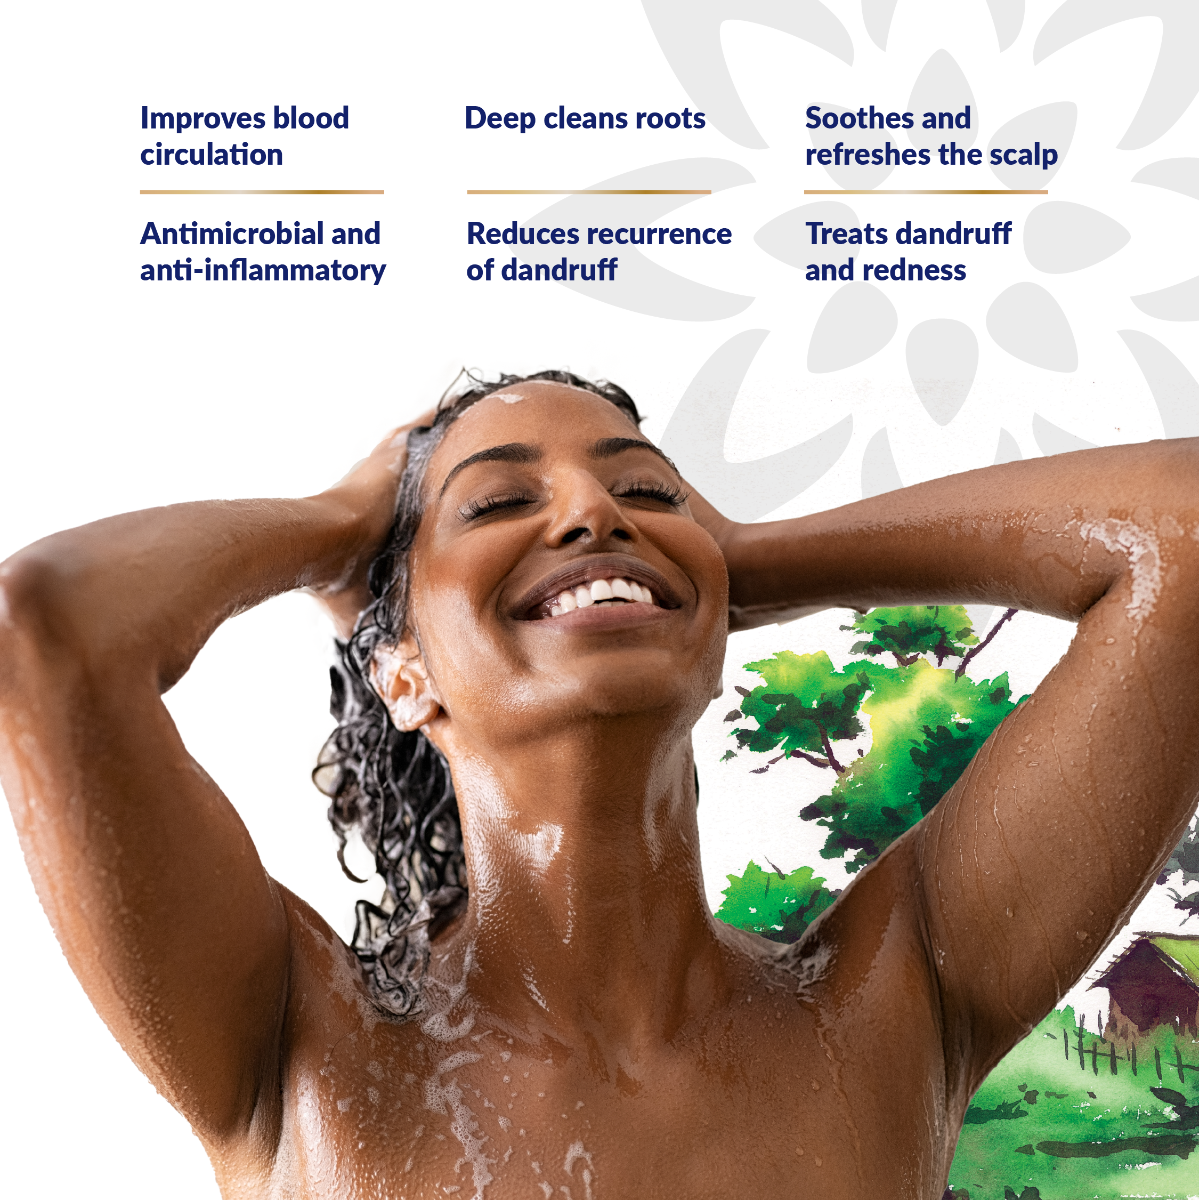 Improves blood
circulation
Deep cleans roots
Soothes and
refreshes the scalp
Antimicrobial and
anti-inflammatory
Reduces recurrence
of dandruff
Treats dandruff
and redness